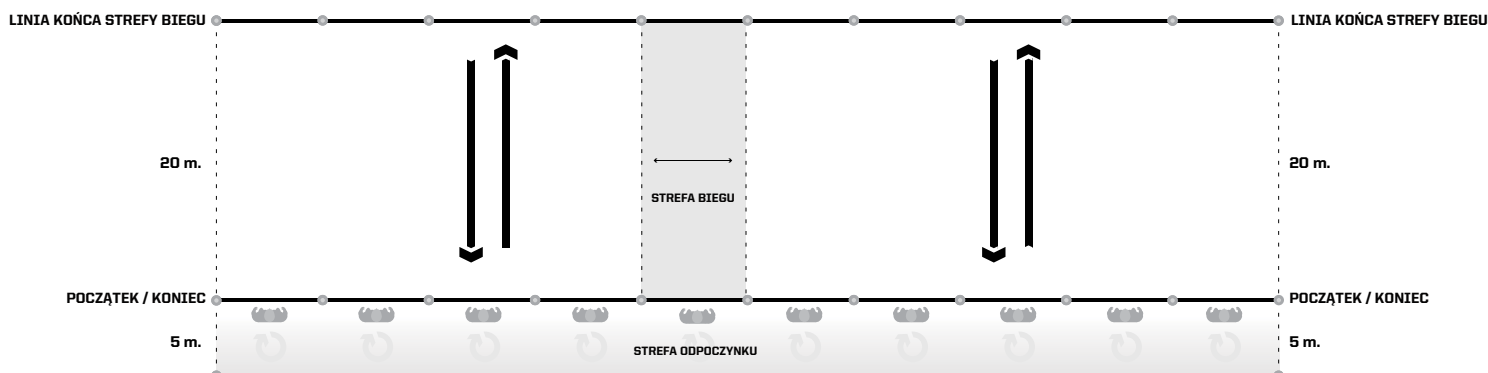 LINIA KOŃCA STREFY BIEGU
LINIA KOŃCA STREFY BIEGU
20 m.
20 m.
STREFA BIEGU
POCZĄTEK / KONIEC
POCZĄTEK / KONIEC
5 m.
5 m.
STREFA ODPOCZYNKU